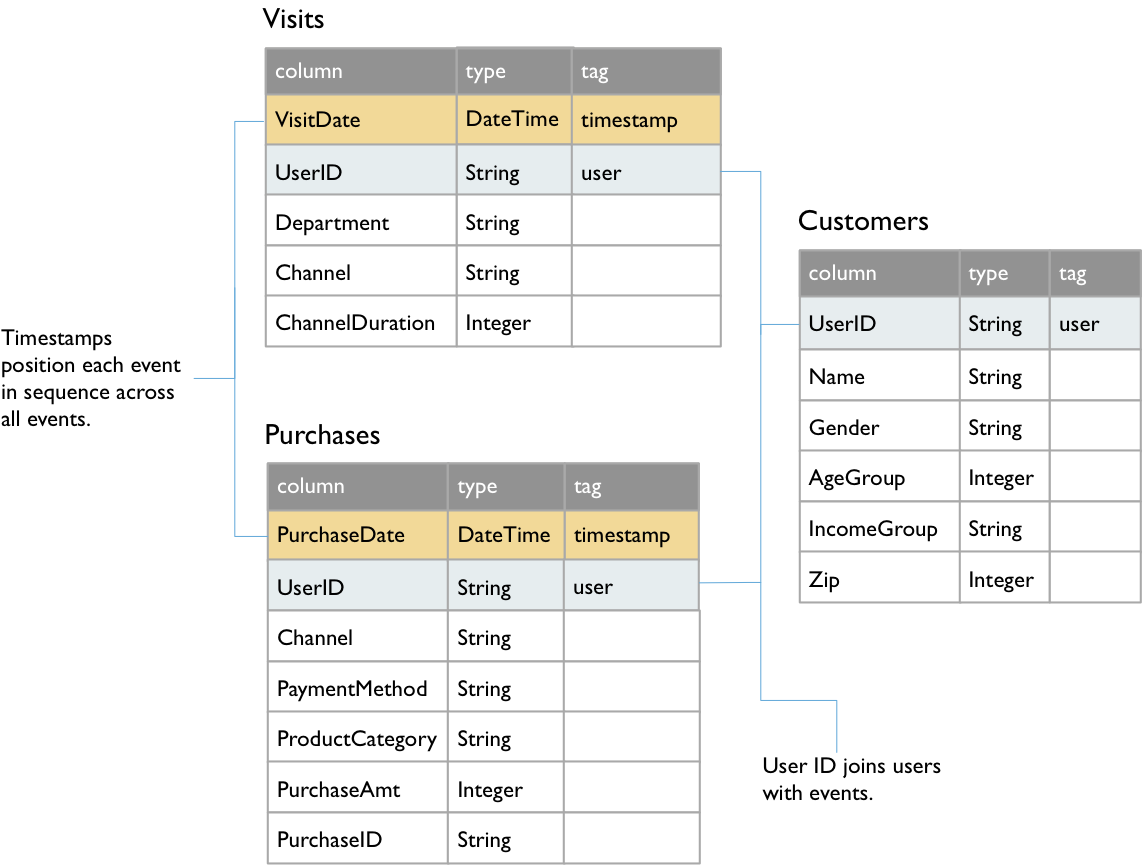 Visits
column type tag
VisitDate DateTime timestamp
UserID String user
Department String
Channel String
ChannelDuration Integer
Customers
column type tag
UserID String user
Name String
Gender String
AgeGroup Integer
IncomeGroup String
Zip Integer
Timestamps
position each event
in sequence across
all events.
Purchases
column type tag
PurchaseDate DateTime timestamp
UserID String user
Channel String
PaymentMethod String
ProductCategory String
PurchaseAmt Integer
PurchaseID String
User ID joins users
with events.